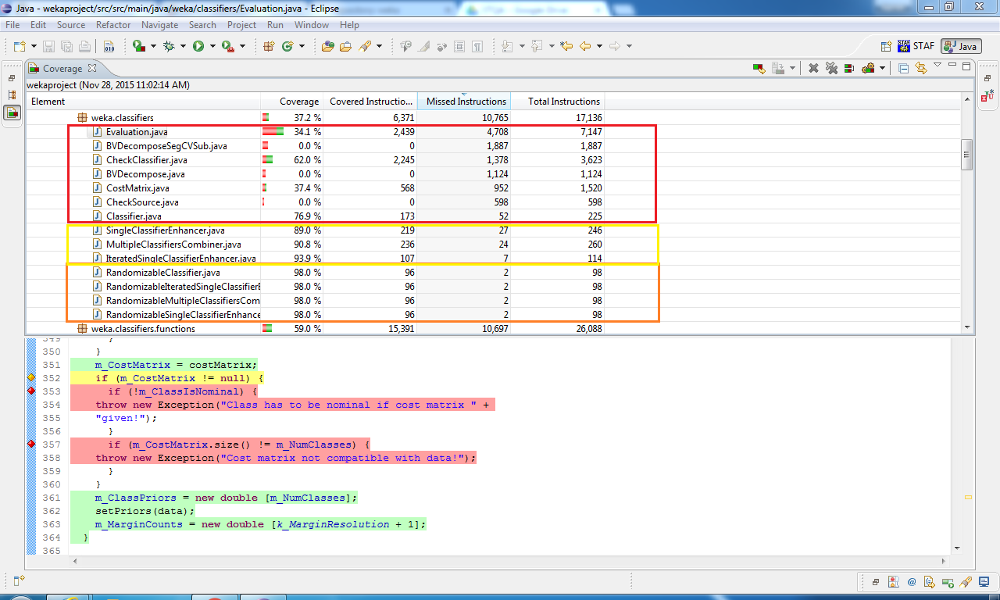 Java - wekaproject/src/src/main/java/weka/classifiers/Evaluation.java - Eclipse
File Edit Source Refactor Navigate Search Project Run Window Help
STAF Java
Coverage
wekaproject (Nov 28, 2015 11:02:14 AM)
Element Coverage Covered Instructio... Missed Instructions Total Instructions
weka.classifiers 37.2 % 6,371 10,765 17,136
Evaluation.java 34.1 % 2,439 4,708 7,147
BVDecomposeSegCVSub.java 0.0 % 0 1,887 1,887
CheckClassifier.java 62.0 % 2,245 1,378 3,623
BVDecompose.java 0.0 % 0 1,124 1,124
CostMatrix.java 37.4 % 568 952 1,520
CheckSource.java 0.0 % 0 598 598
Classifier.java 76.9 % 173 52 225
SingleClassifierEnhancer.java 89.0 % 219 27 246
MultipleClassifiersCombiner.java 90.8 % 236 24 260
IteratedSingleClassifierEnhancer.java 93.9 % 107 7 114
RandomizableClassifier.java 98.0 % 96 2 98
RandomizableIteratedSingleClassifierE 98.0 % 96 2 98
RandomizableMultipleClassifiersCom 98.0 % 96 2 98
RandomizableSingleClassifierEnhance 98.0 % 96 2 98
weka.classifiers.functions 59.0 % 15,391 10,697 26,088
349 }
350 }
351 m_CostMatrix = costMatrix;
352 if (m_CostMatrix != null) {
353 if (!m_ClassIsNominal) {
354 throw new Exception("Class has to be nominal if cost matrix " +
355 "given!");
356 }
357 if (m_CostMatrix.size() != m_NumClasses) {
358 throw new Exception("Cost matrix not compatible with data!");
359 }
360 }
361 m_ClassPriors = new double [m_NumClasses];
362 setPriors(data);
363 m_MarginCounts = new double [k_MarginResolution + 1];
364 }
365